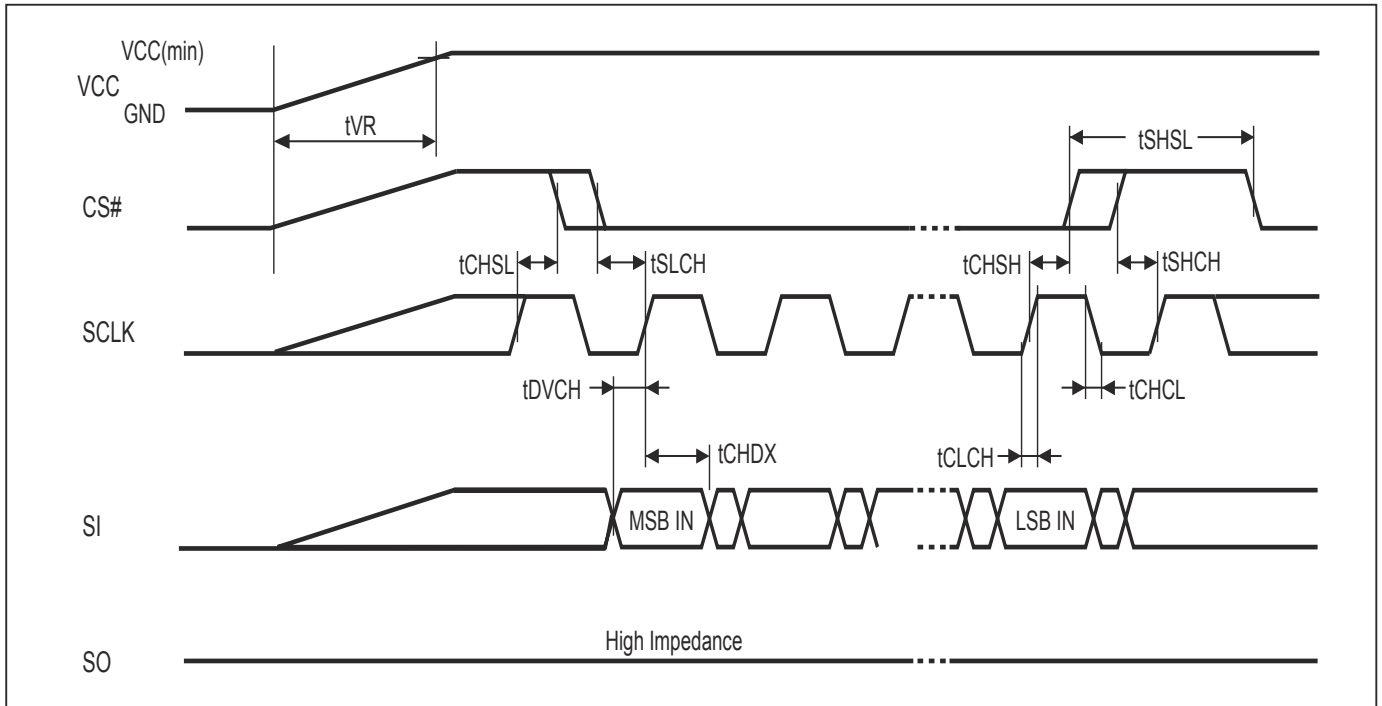 VCC(min)
VCC
GND
tVR
tSHSL
CS#
tCHSL
tSLCH
tCHSH
tSHCH
SCLK
tDVCH
tCHCL
tCHDX
tCLCH
SI
MSB IN
LSB IN
High Impedance
SO